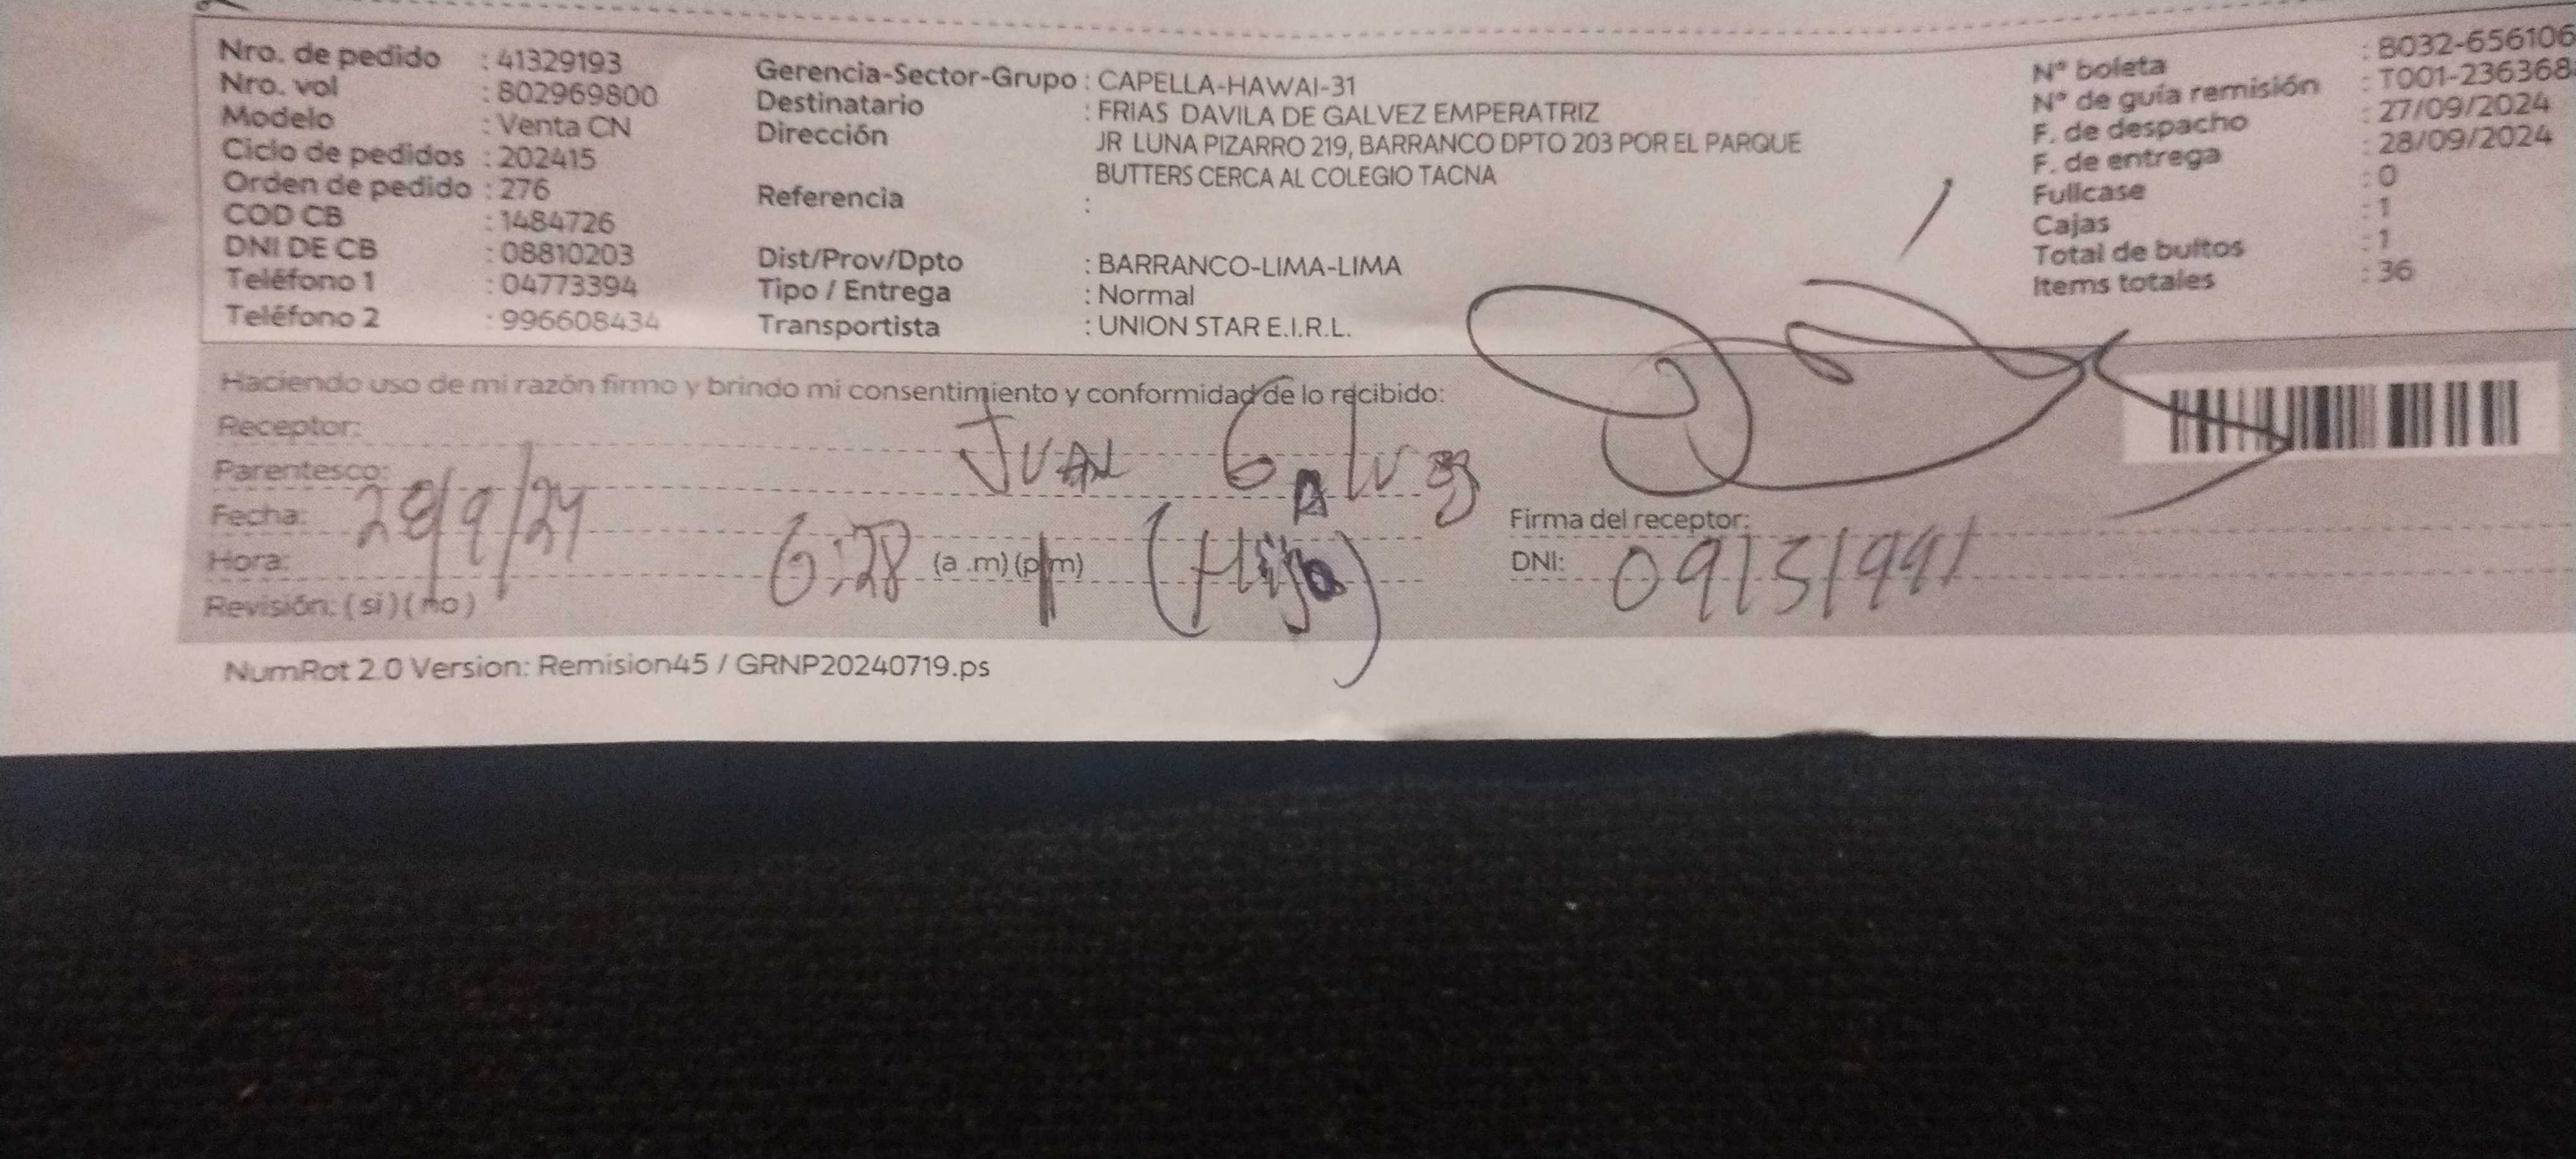 Nro. de pedido : 41329193
Nro. vol : 802969800
Modelo : Venta CN
Ciclo de pedidos : 202415
Orden de pedido : 276
COD CB : 1484726
DNI DE CB : 08810203
Teléfono 1 : 04773394
Teléfono 2 : 996608434
Gerencia-Sector-Grupo : CAPELLA-HAWAI-31
Destinatario : FRIAS DAVILA DE GALVEZ EMPERATRIZ
Dirección JR LUNA PIZARRO 219, BARRANCO DPTO 203 POR EL PARQUE
BUTTERS CERCA AL COLEGIO TACNA
Referencia :
Dist/Prov/Dpto : BARRANCO-LIMA-LIMA
Tipo / Entrega : Normal
Transportista : UNION STAR E.I.R.L.
N° boleta : B032-656106
N° de guía remisión : T001-236368
F. de despacho : 27/09/2024
F. de entrega : 28/09/2024
Fullcase : 0
Cajas : 1
Total de bultos : 1
Items totales : 36
Haciendo uso de mi razón firmo y brindo mi consentimiento y conformidad de lo recibido:
Receptor: Juan Galvez
Parentesco: (Hijo)
Fecha: 28/9/24
Hora: 6:28 (a .m) (p.m)
Revisión: ( si ) ( no )
Firma del receptor:
DNI:
NumRot 2.0 Version: Remision45 / GRNP20240719.ps